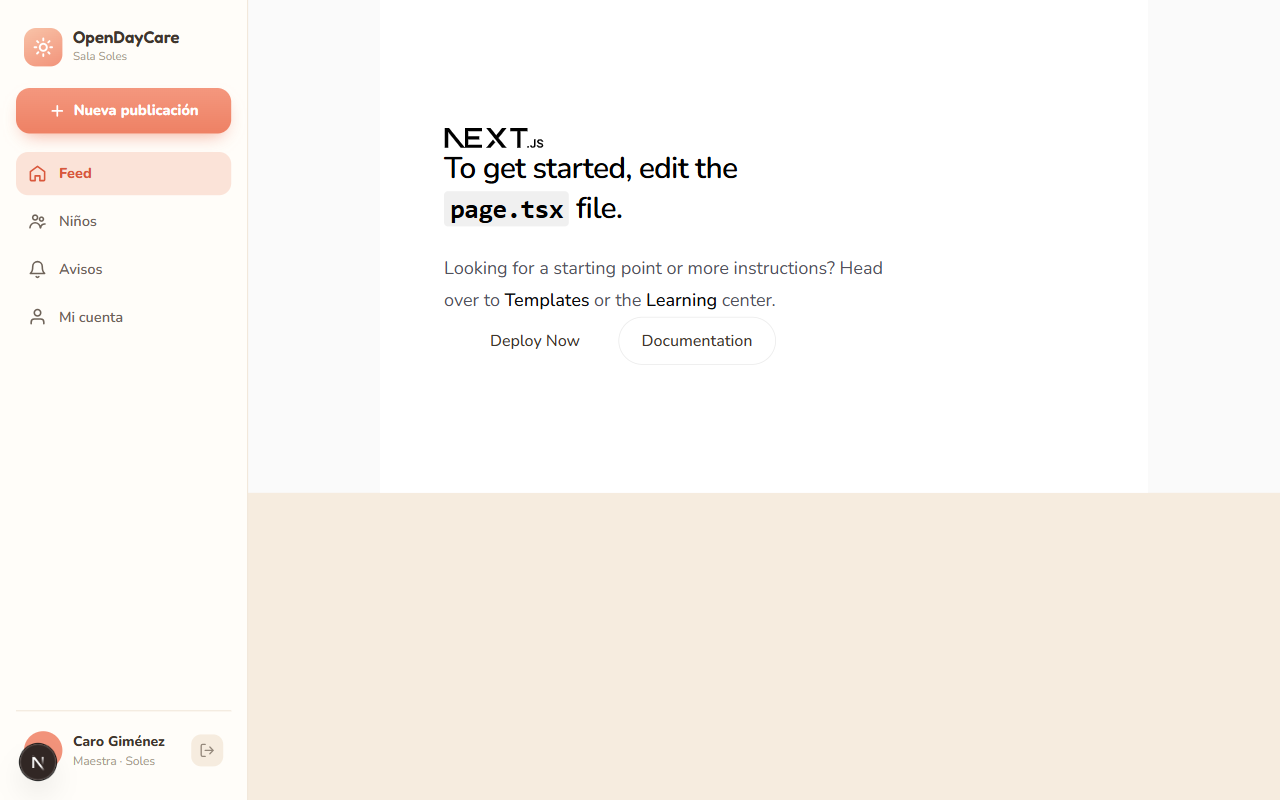 OpenDayCare
Sala Soles
Nueva publicación
Feed
Niños
Avisos
Mi cuenta
Caro Giménez
Maestra · Soles
N
NEXT.JS
To get started, edit the
page.tsx file.
Looking for a starting point or more instructions? Head
over to Templates or the Learning center.
Deploy Now
Documentation